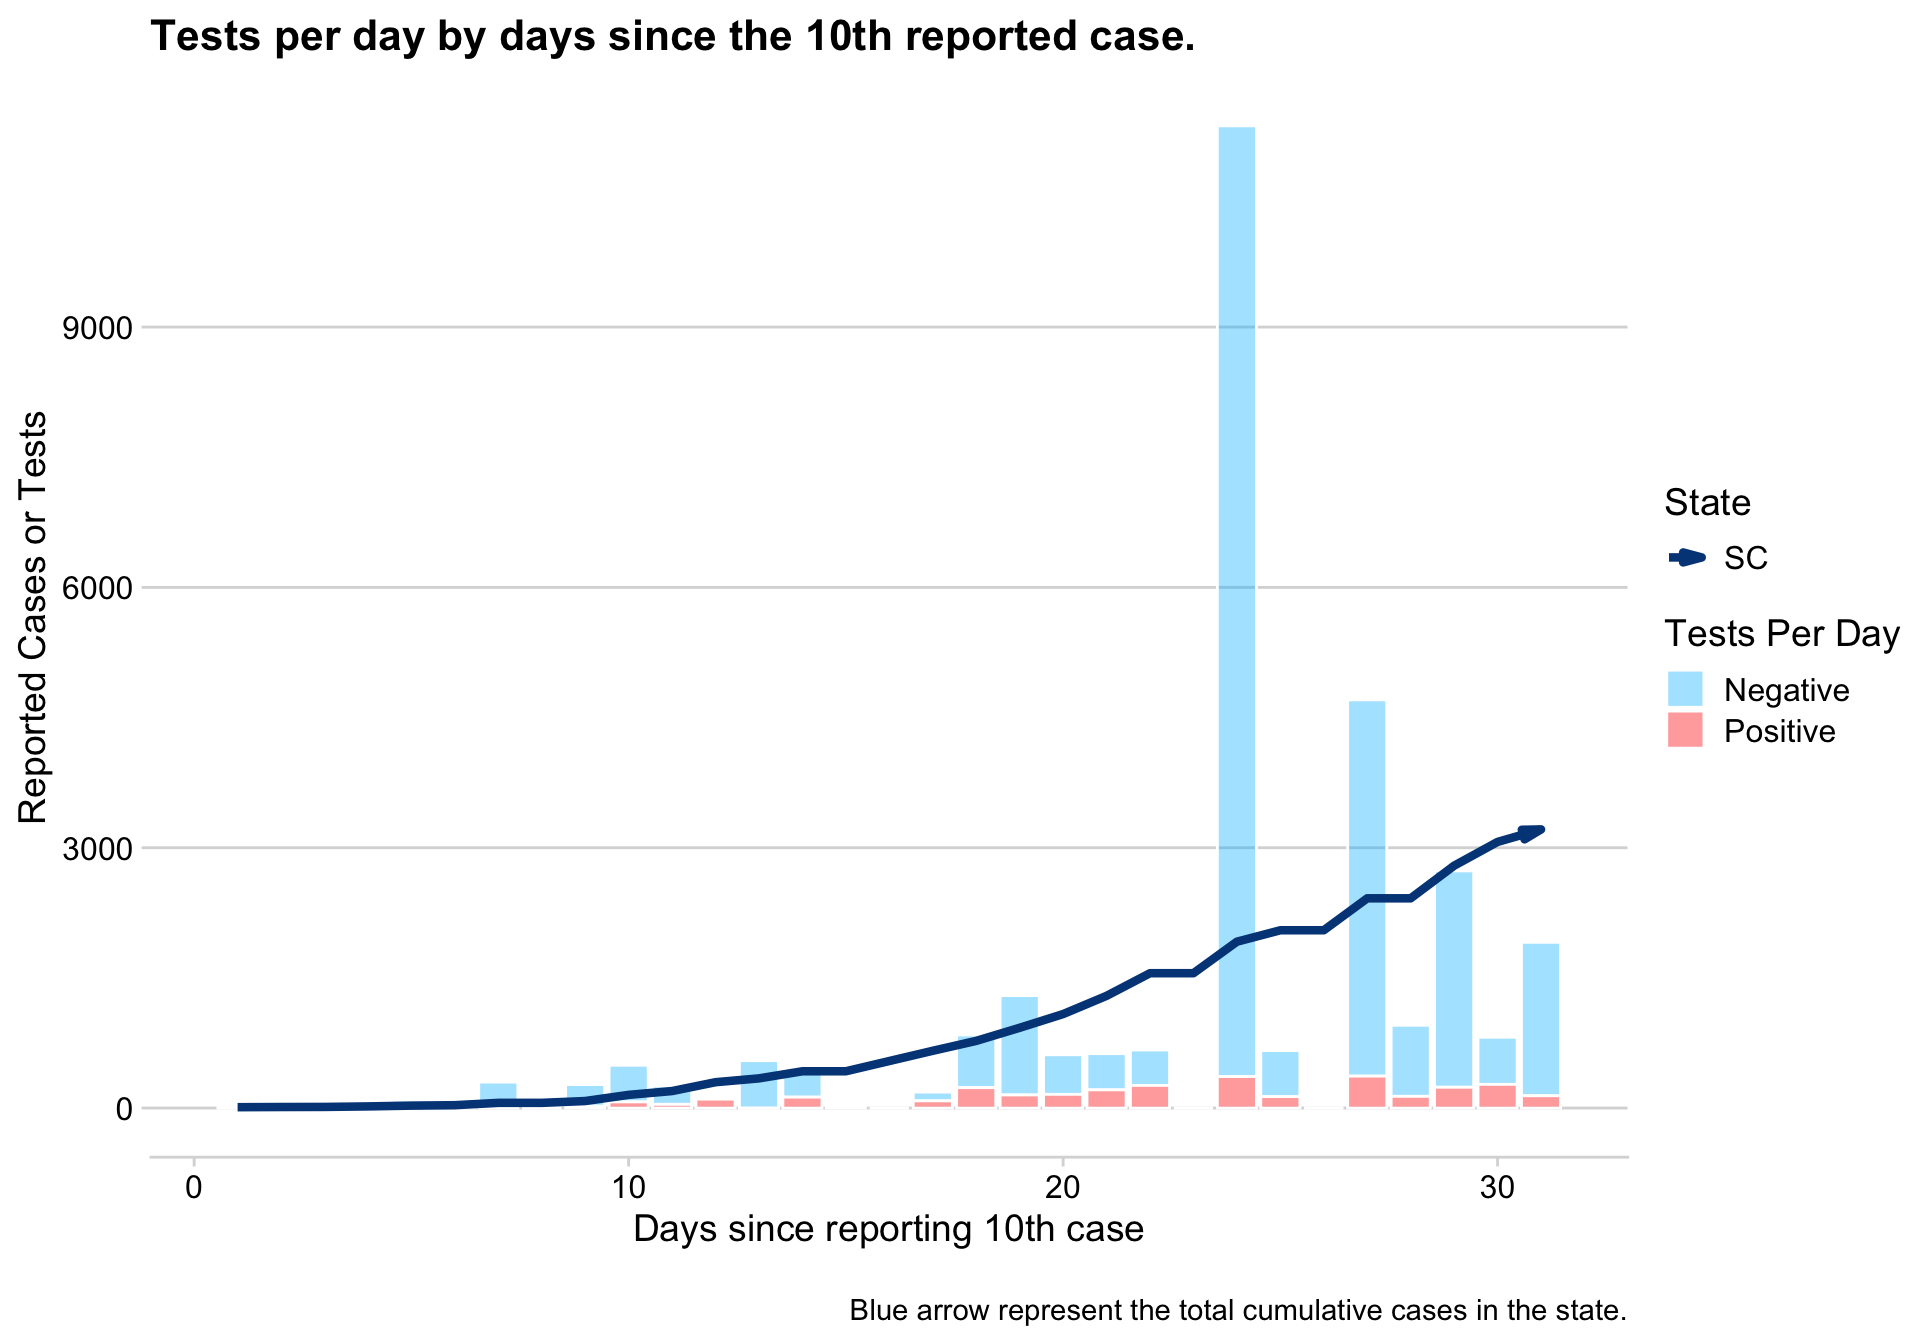 Tests per day by days since the 10th reported case.
Reported Cases or Tests
9000
6000
3000
0
0 10 20 30
Days since reporting 10th case
State
SC
Tests Per Day
Negative
Positive
Blue arrow represent the total cumulative cases in the state.